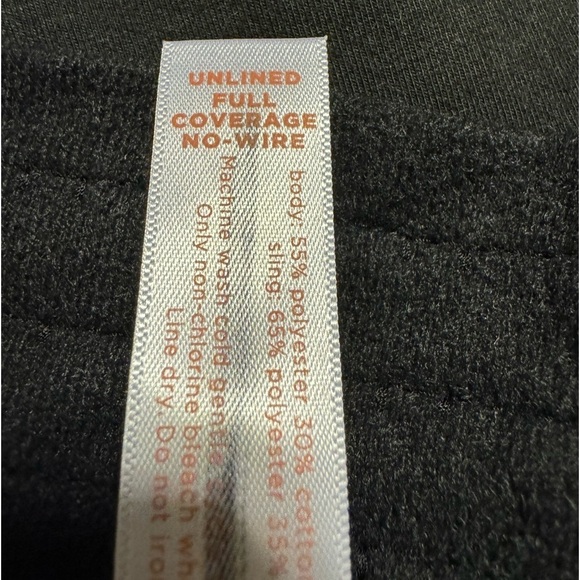 UNLINED
FULL
COVERAGE
NO-WIRE
body: 55% polyester 30% cotton
sling: 65% polyester 35%
Machine wash cold gentle
Only non-chlorine bleach
Line dry. Do not iron